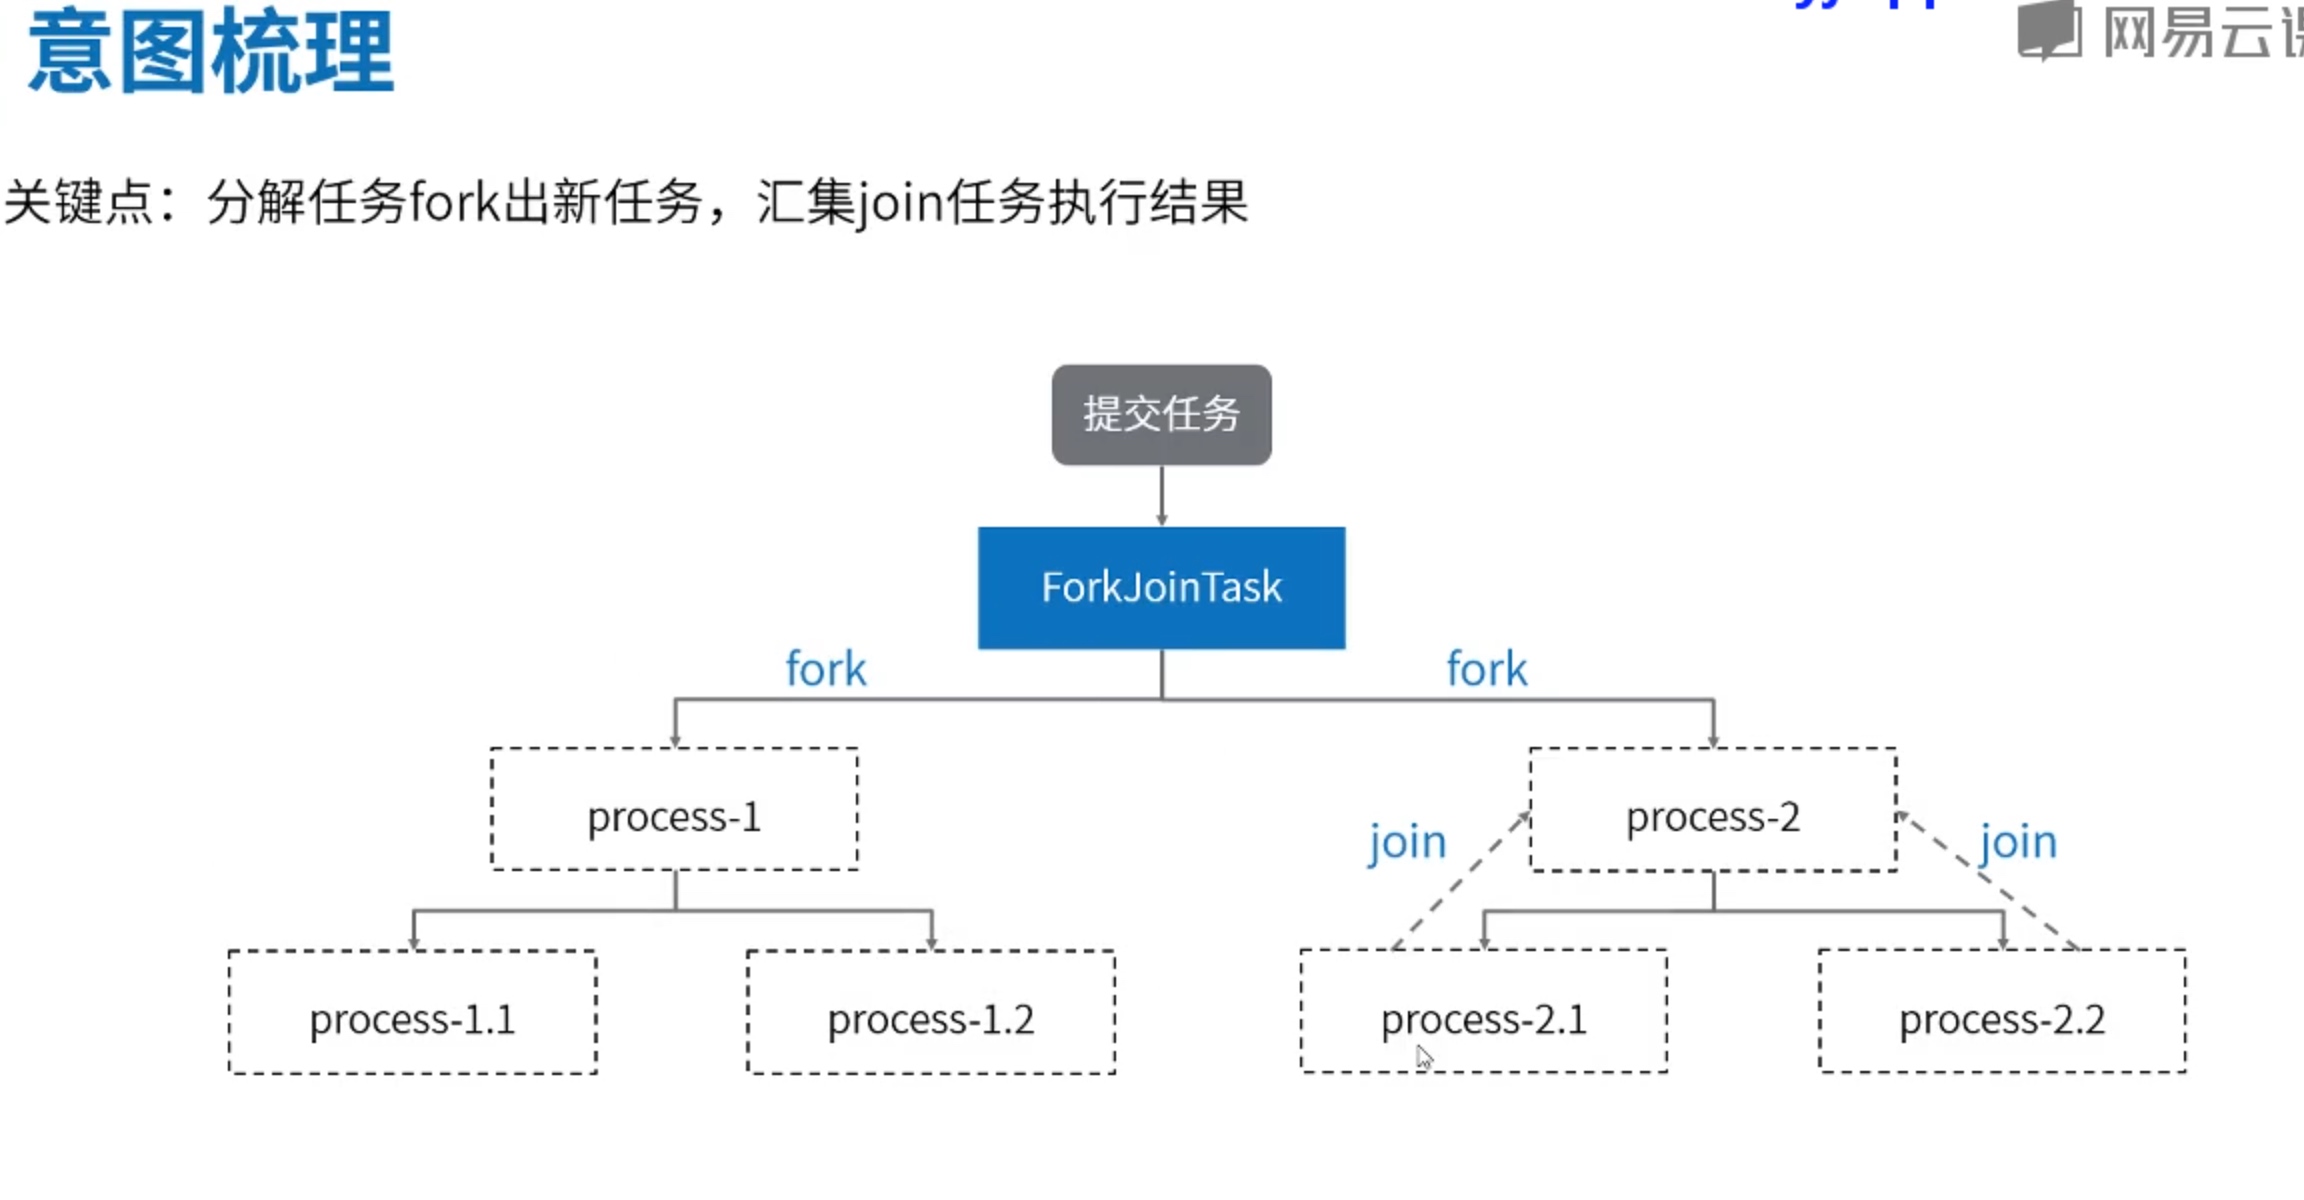 意图梳理
网易云
关键点：分解任务fork出新任务，汇集join任务执行结果
提交任务
ForkJoinTask
fork
fork
process-1
process-2
join
join
process-1.1
process-1.2
process-2.1
process-2.2